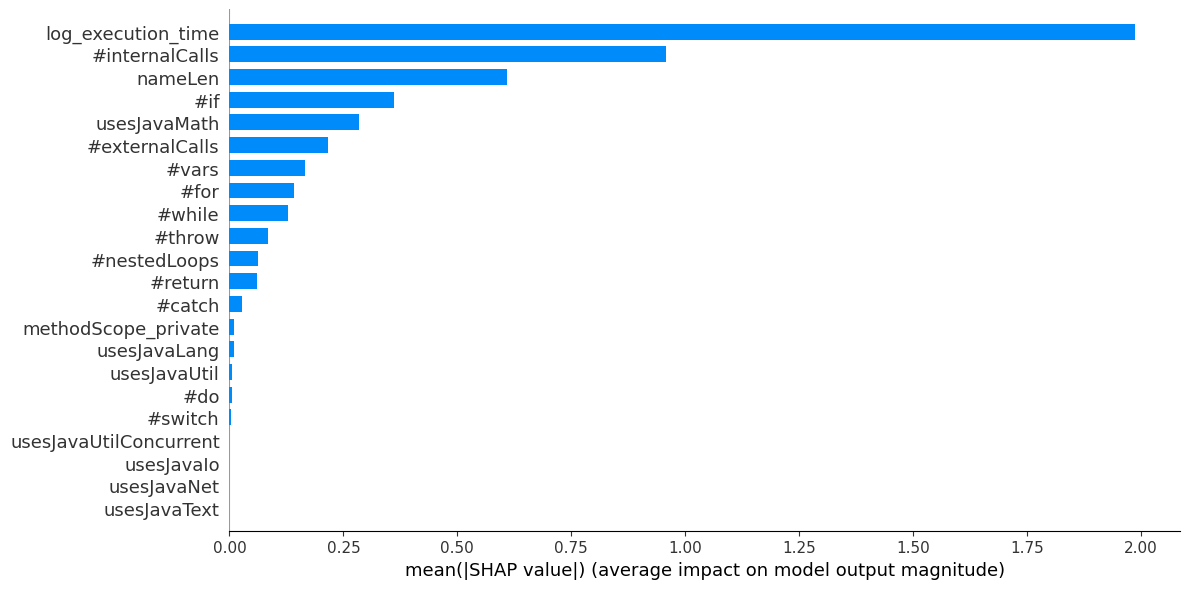 log_execution_time
#internalCalls
nameLen
#if
usesJavaMath
#externalCalls
#vars
#for
#while
#throw
#nestedLoops
#return
#catch
methodScope_private
usesJavaLang
usesJavaUtil
#do
#switch
usesJavaUtilConcurrent
usesJavaIo
usesJavaNet
usesJavaText
0.00 0.25 0.50 0.75 1.00 1.25 1.50 1.75 2.00
mean(|SHAP value|) (average impact on model output magnitude)